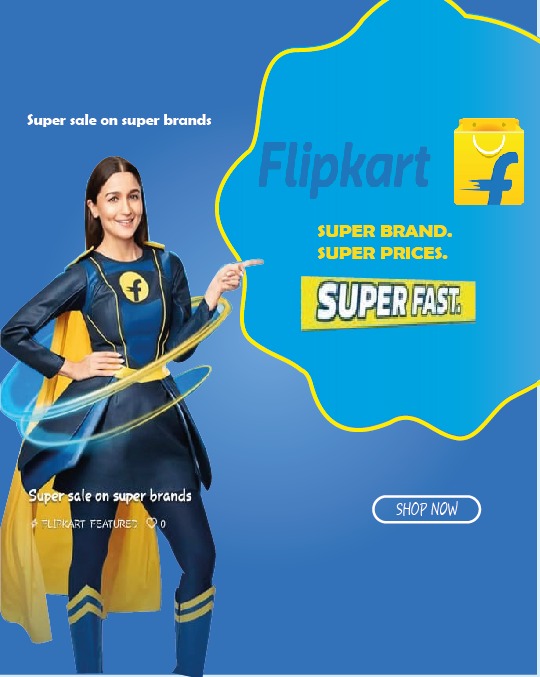 Super sale on super brands
Flipkart
f
SUPER BRAND.
SUPER PRICES.
SUPER FAST.
f
Super sale on super brands
FLIPKART FEATURED 0
SHOP NOW